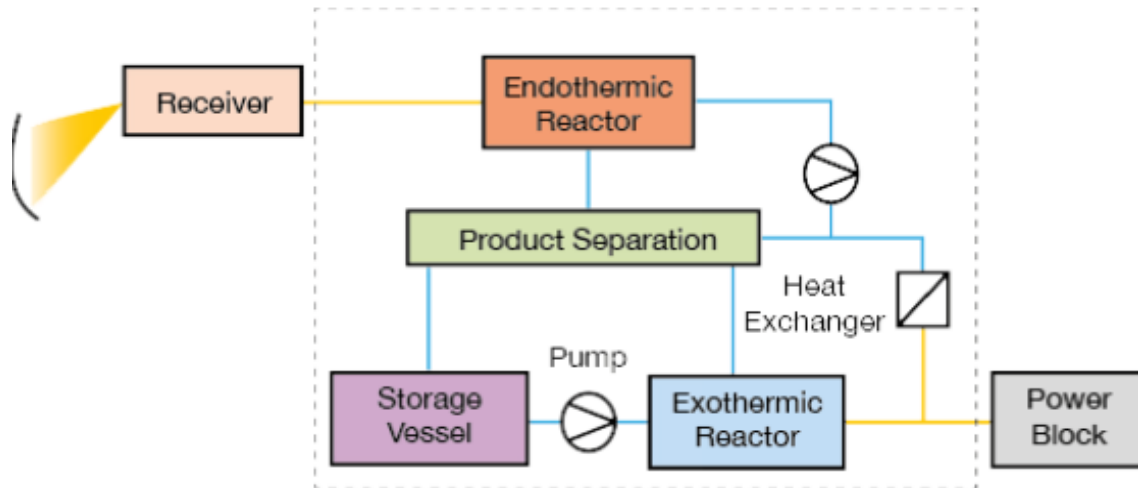 Receiver
Endothermic
Reactor
Product Separation
Heat
Exchanger
Pump
Storage
Vessel
Exothermic
Reactor
Power
Block